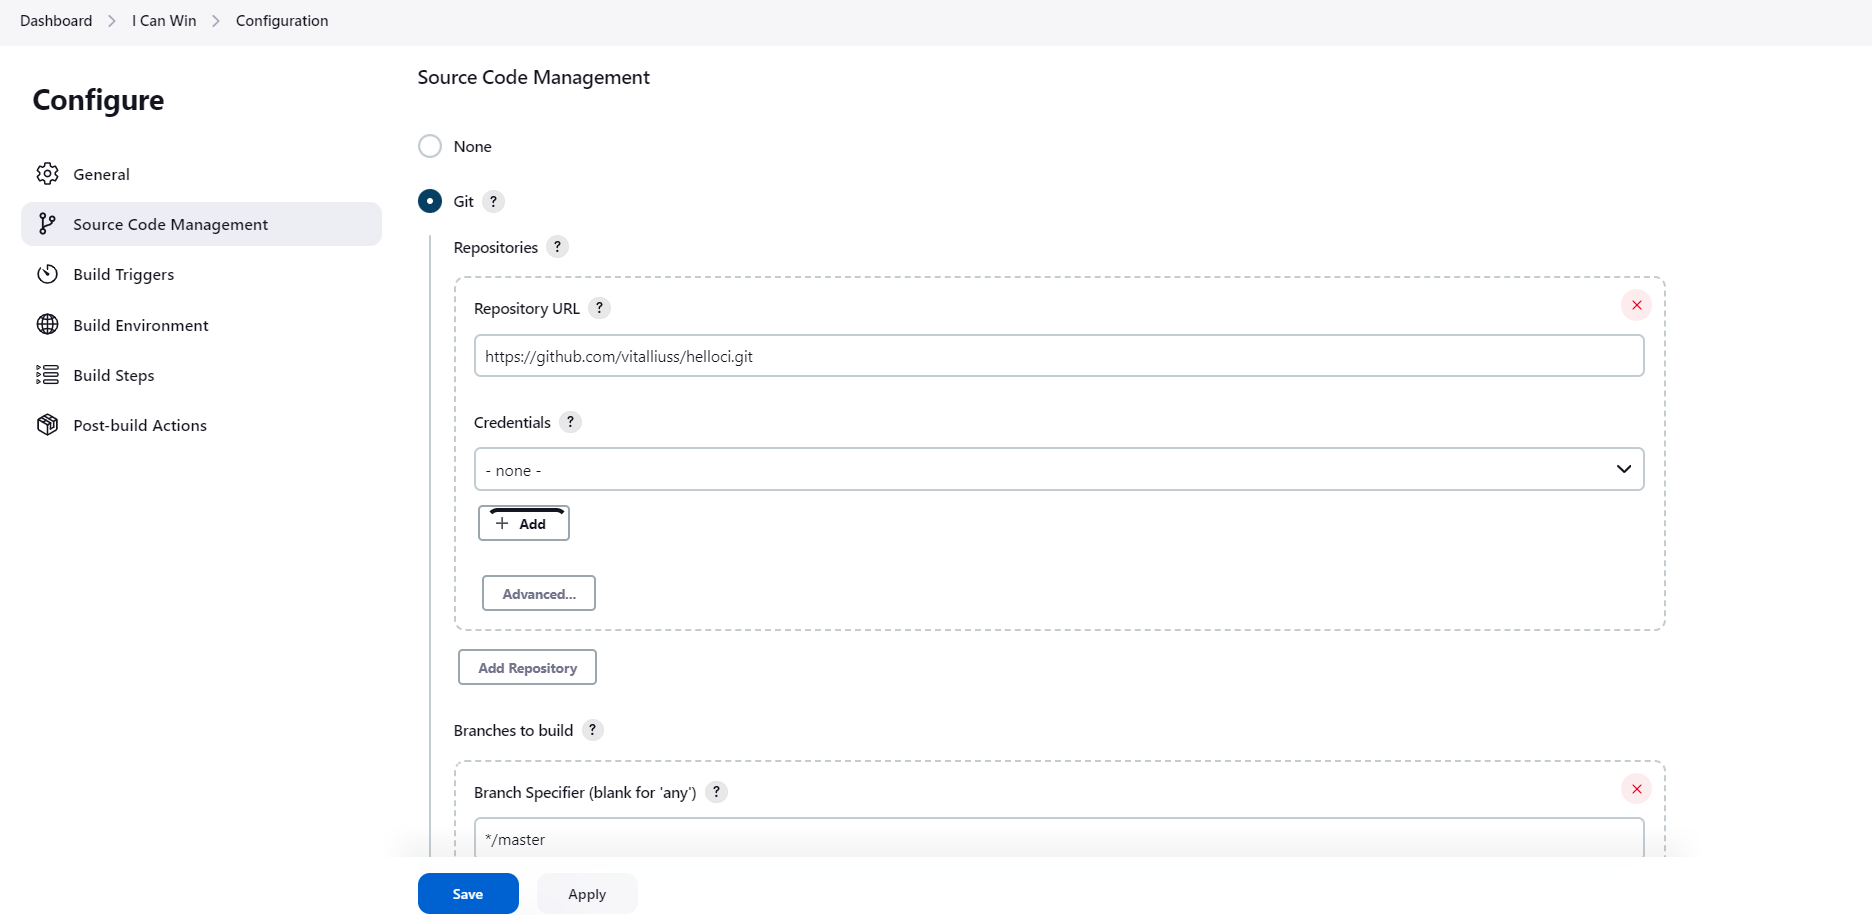 Dashboard > I Can Win > Configuration
Configure
General
Source Code Management
Build Triggers
Build Environment
Build Steps
Post-build Actions
Source Code Management
None
Git ?
Repositories ?
Repository URL ?
https://github.com/vitalliuss/helloci.git
Credentials ?
- none -
+ Add
Advanced...
Add Repository
Branches to build ?
Branch Specifier (blank for 'any') ?
*/master
Save Apply